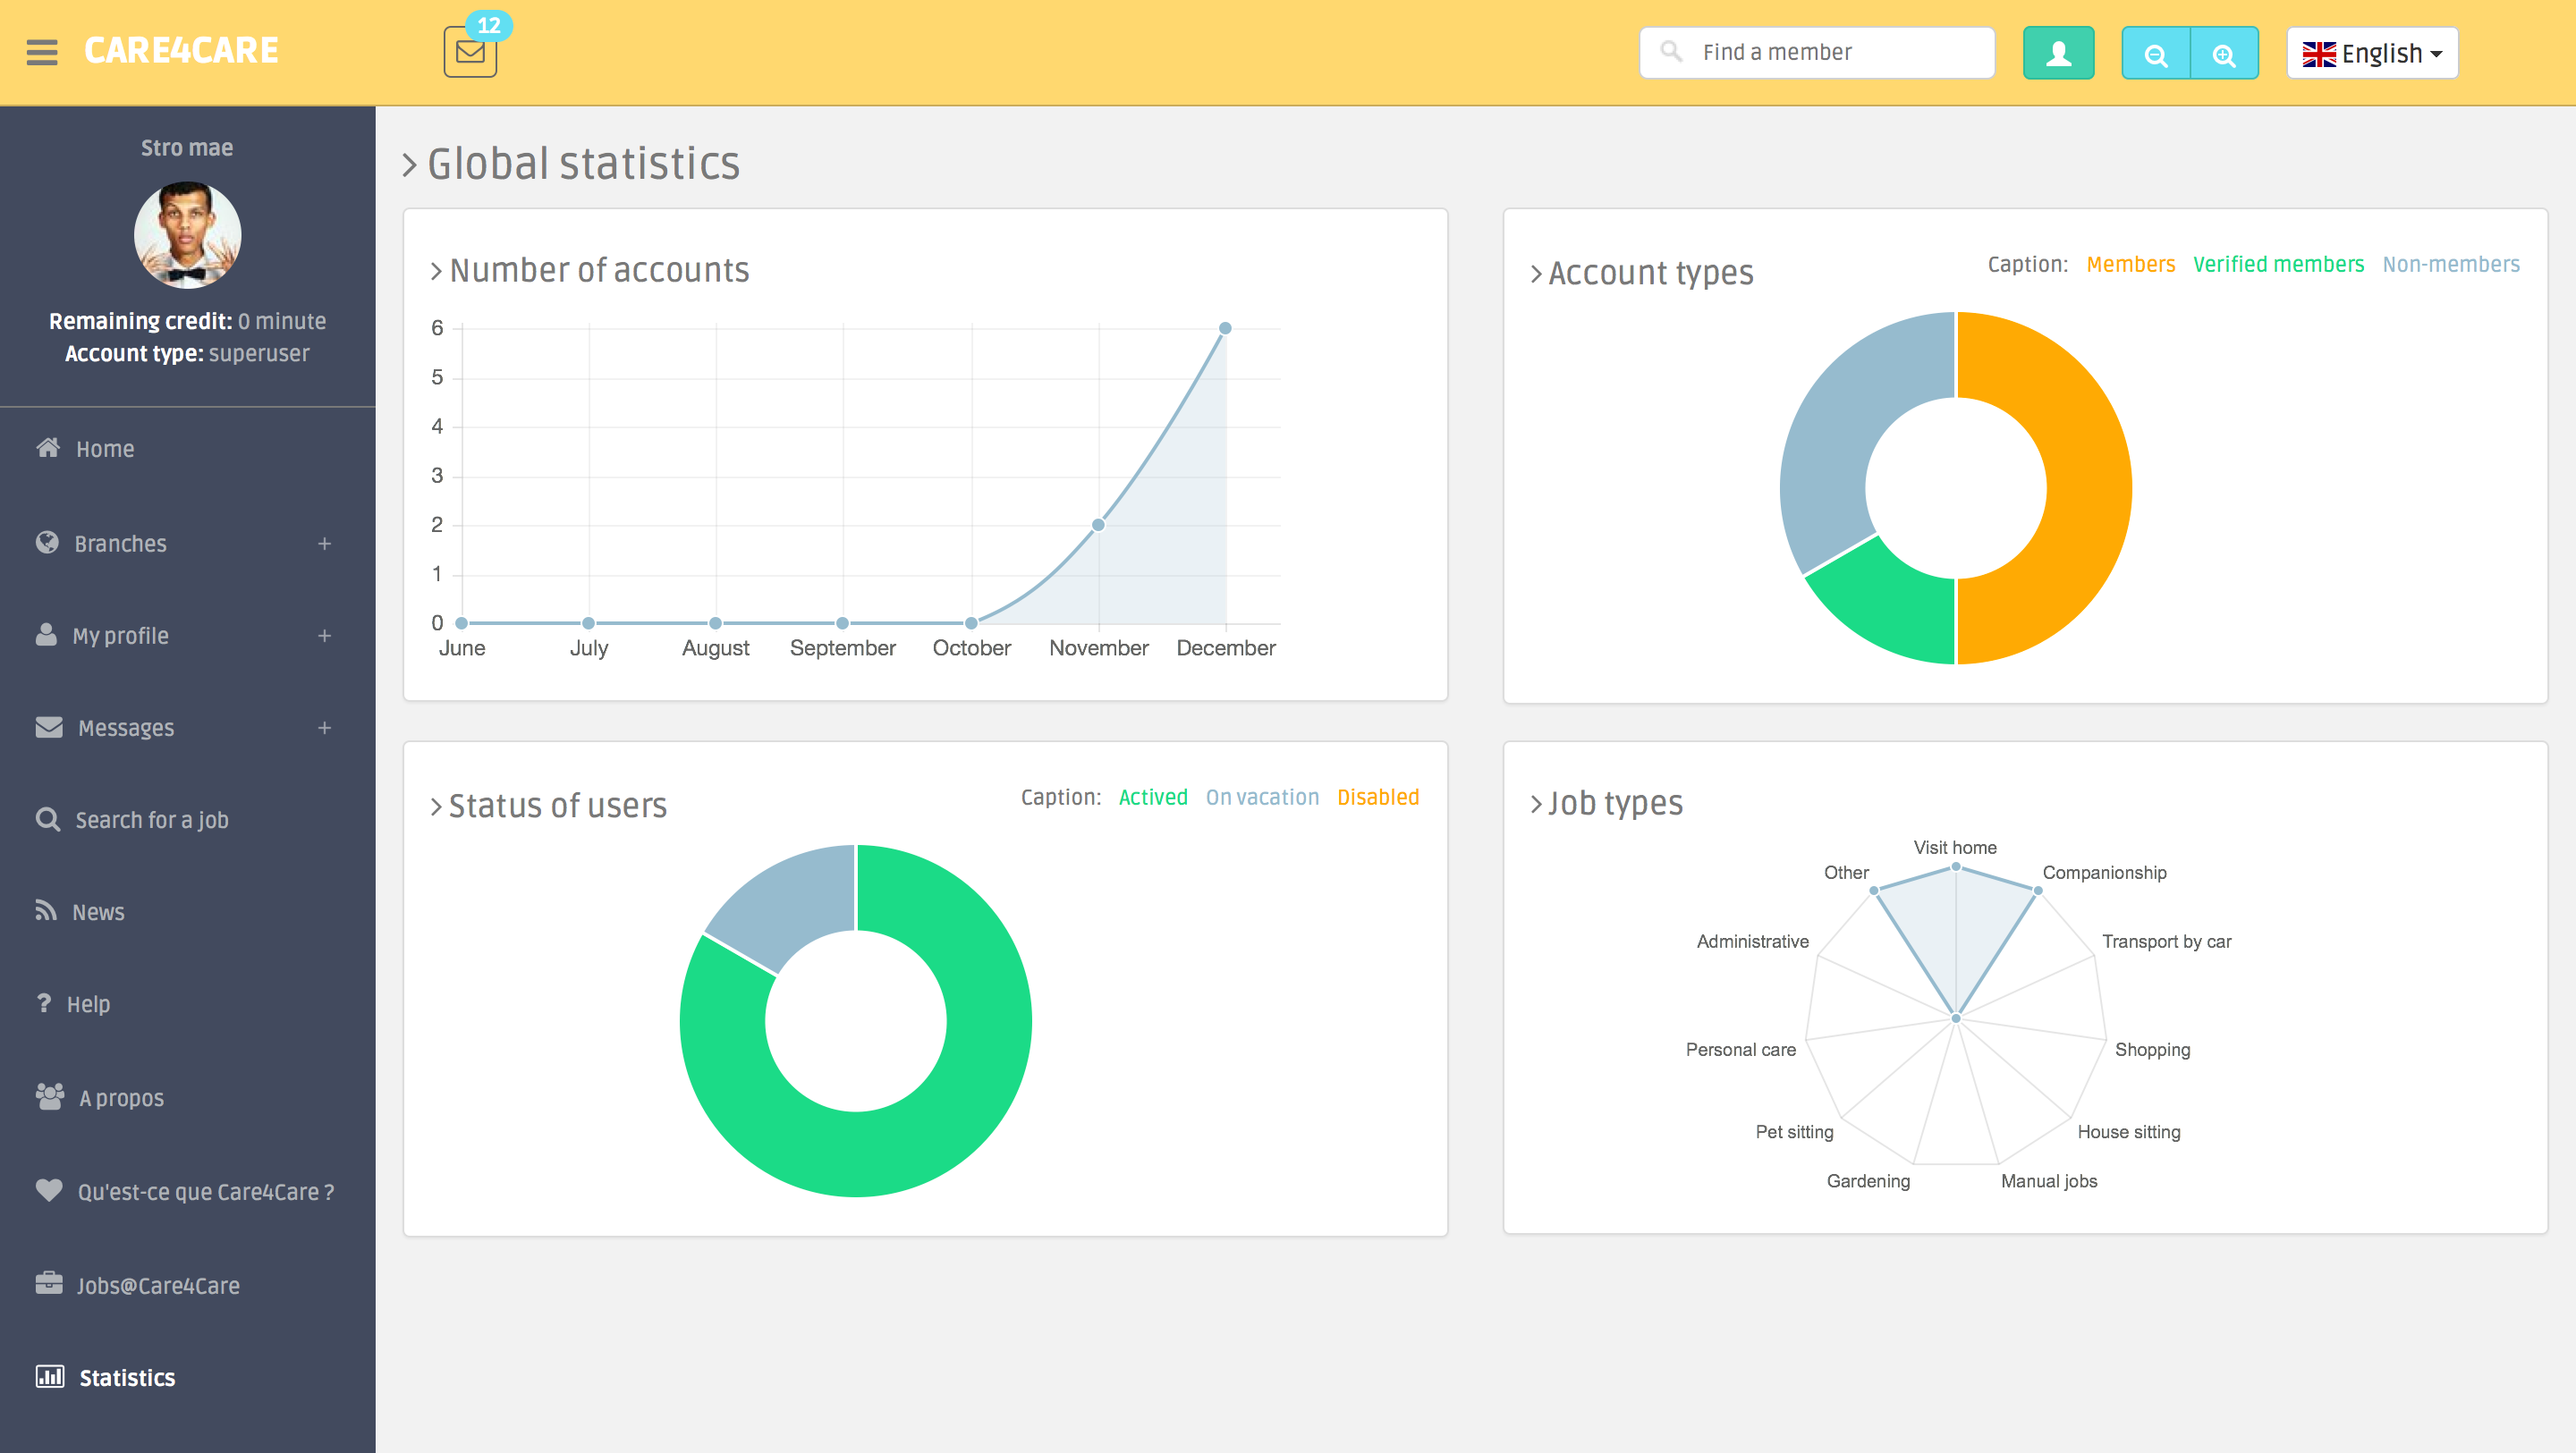 CARE4CARE
12
Find a member
English
Stro mae
Remaining credit: 0 minute
Account type: superuser
Home
Branches +
My profile +
Messages +
Search for a job
News
? Help
A propos
Qu'est-ce que Care4Care ?
Jobs@Care4Care
Statistics
Global statistics
Number of accounts
6
5
4
3
2
1
0
June July August September October November December
Account types
Caption: Members Verified members Non-members
Status of users
Caption: Actived On vacation Disabled
Job types
Visit home
Other Companionship
Administrative Transport by car
Personal care Shopping
Pet sitting House sitting
Gardening Manual jobs